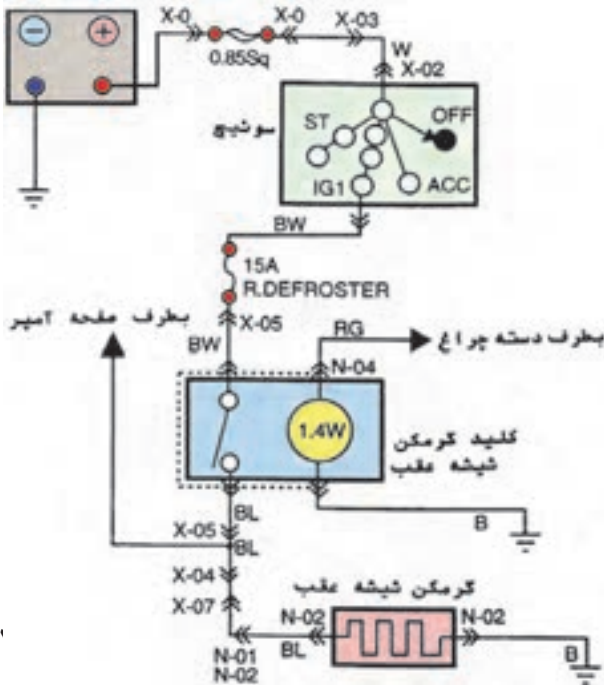 X-0 X-0 X-03
− +
0.85Sq
W
X-02
سوئیچ
ST OFF
IG1 ACC
BW
15A
R.DEFROSTER
بطرف صفحه آمپر
X-05
BW
RG
بطرف دسته چراغ
N-04
1.4W
کلید گرمکن
شیشه عقب
BL
X-05
BL
B
X-04
X-07
گرمکن شیشه عقب
N-02 N-02
BL
N-01
N-02
B